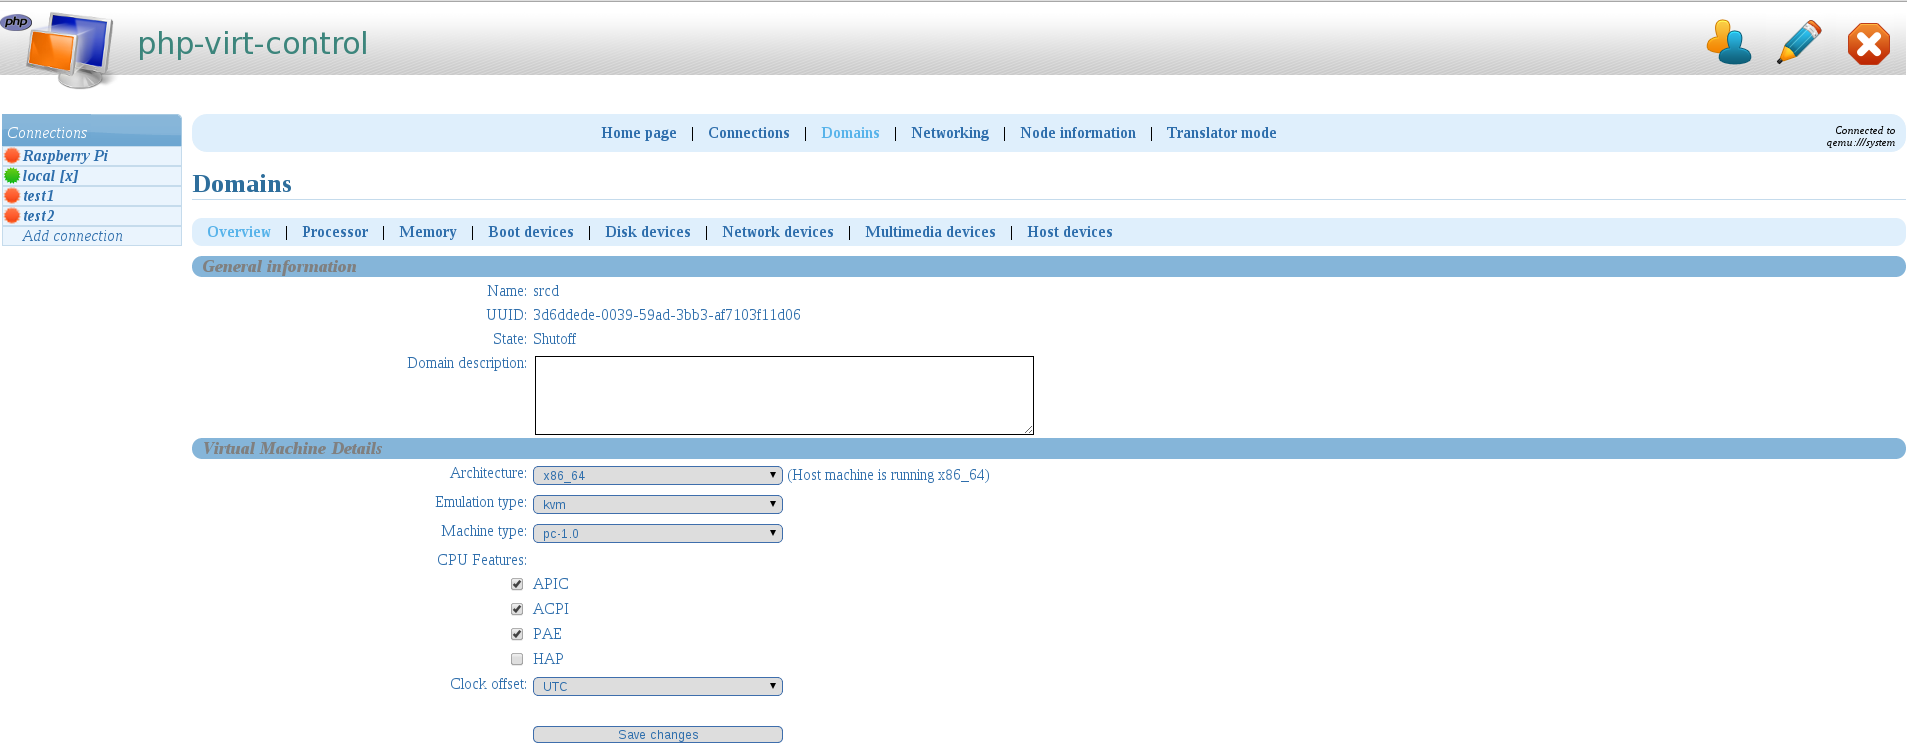 php
php-virt-control
Connections
Raspberry Pi
local [x]
test1
test2
Add connection
Home page | Connections | Domains | Networking | Node information | Translator mode
Connected to
qemu:///system
Domains
Overview | Processor | Memory | Boot devices | Disk devices | Network devices | Multimedia devices | Host devices
General information
Name: srcd
UUID: 3d6ddede-0039-59ad-3bb3-af7103f11d06
State: Shutoff
Domain description:
Virtual Machine Details
Architecture: x86_64 (Host machine is running x86_64)
Emulation type: kvm
Machine type: pc-1.0
CPU Features:
APIC
ACPI
PAE
HAP
Clock offset: UTC
Save changes